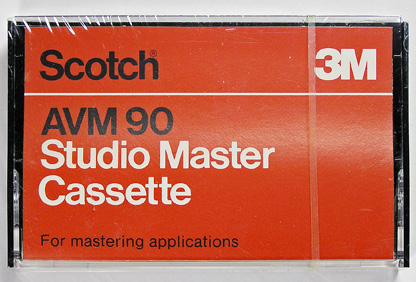 Scotch® 3M
AVM 90
Studio Master
Cassette
For mastering applications